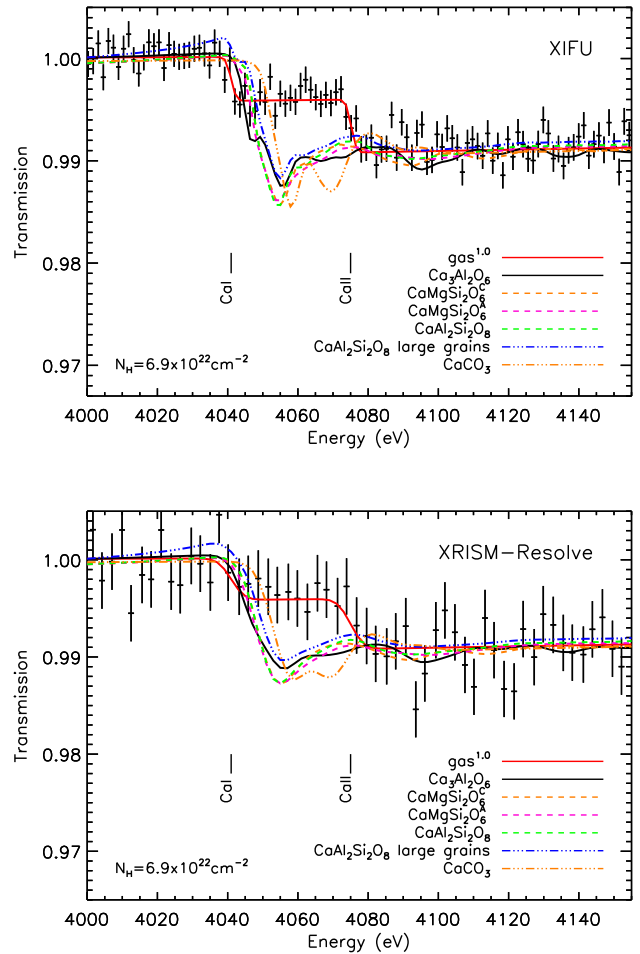 XIFU
1.00
0.99
0.98
0.97
Transmission
CaI
CaII
gas¹·⁰
Ca₃Al₂O₆
CaMgSi₂O₆ᶜ
CaMgSi₂O₆ᴬ
CaAl₂Si₂O₈
CaAl₂Si₂O₈ large grains
CaCO₃
N_H=6.9x10²²cm⁻²
4000 4020 4040 4060 4080 4100 4120 4140
Energy (eV)
XRISM−Resolve
1.00
0.99
0.98
0.97
Transmission
CaI
CaII
gas¹·⁰
Ca₃Al₂O₆
CaMgSi₂O₆ᶜ
CaMgSi₂O₆ᴬ
CaAl₂Si₂O₈
CaAl₂Si₂O₈ large grains
CaCO₃
N_H=6.9x10²²cm⁻²
4000 4020 4040 4060 4080 4100 4120 4140
Energy (eV)